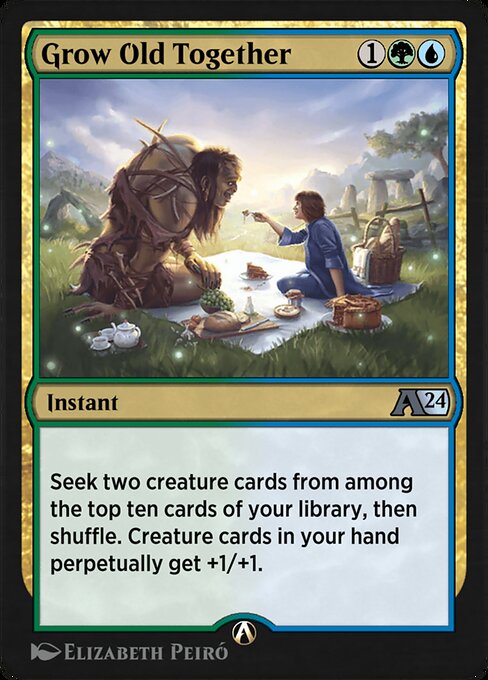 Grow Old Together 1
Instant A24
Seek two creature cards from among
the top ten cards of your library, then
shuffle. Creature cards in your hand
perpetually get +1/+1.
Elizabeth Peiró